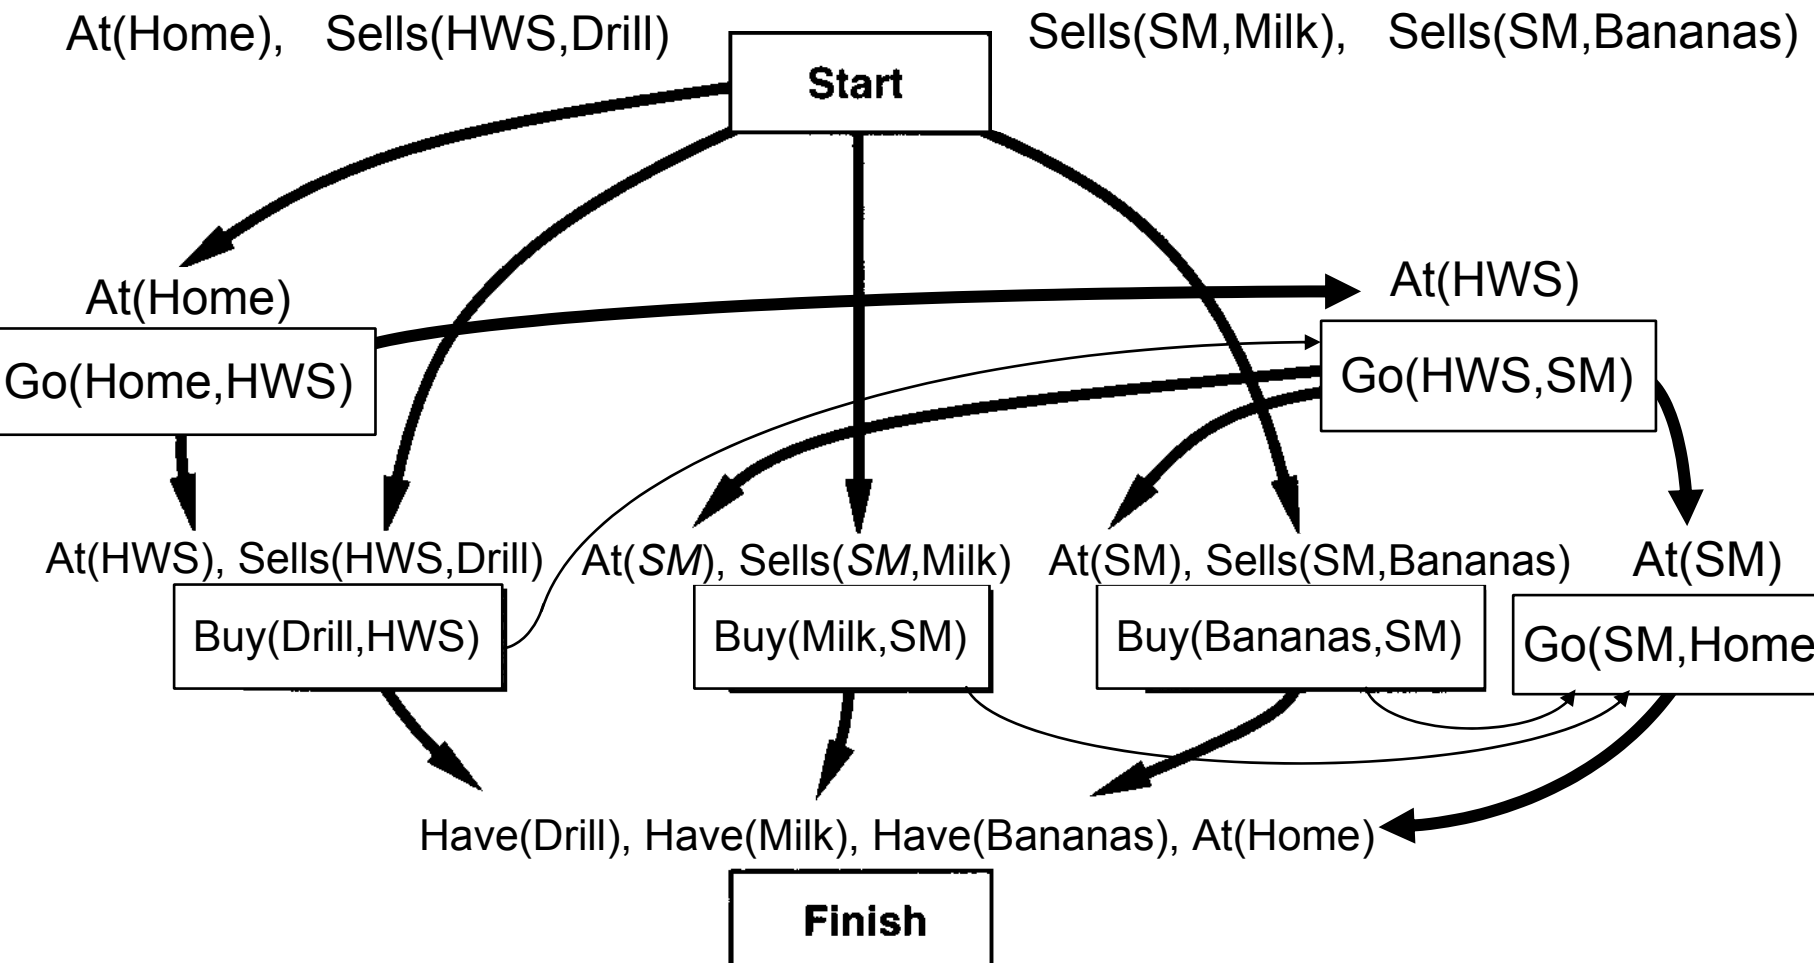 At(Home), Sells(HWS,Drill) Sells(SM,Milk), Sells(SM,Bananas)
Start
At(Home)
At(HWS)
Go(Home,HWS)
Go(HWS,SM)
At(HWS), Sells(HWS,Drill)
At(SM), Sells(SM,Milk)
At(SM), Sells(SM,Bananas)
At(SM)
Buy(Drill,HWS)
Buy(Milk,SM)
Buy(Bananas,SM)
Go(SM,Home
Have(Drill), Have(Milk), Have(Bananas), At(Home)
Finish